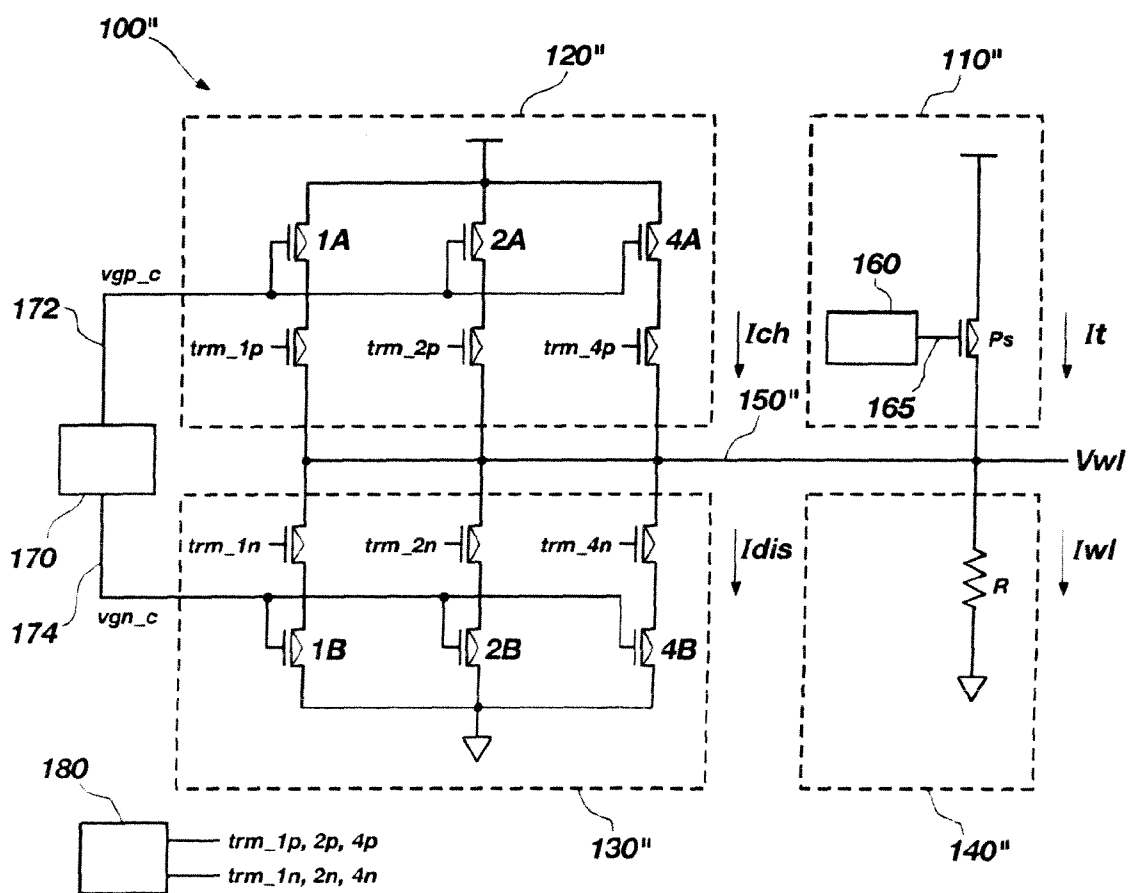 100"
120"
110"
1A
2A
4A
vgp_c
172
160
trm_1p
trm_2p
trm_4p
Ich
Ps
It
165
150"
Vwl
170
trm_1n
trm_2n
trm_4n
Idis
R
Iwl
174
vgn_c
1B
2B
4B
180
trm_1p, 2p, 4p
trm_1n, 2n, 4n
130"
140"